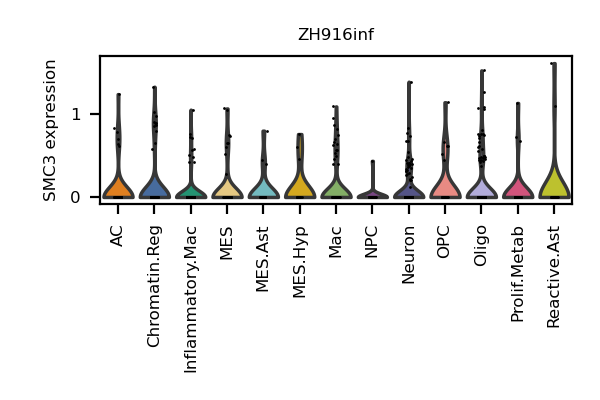 ZH916inf
SMC3 expression
1
0
AC
Chromatin.Reg
Inflammatory.Mac
MES
MES.Ast
MES.Hyp
Mac
NPC
Neuron
OPC
Oligo
Prolif.Metab
Reactive.Ast